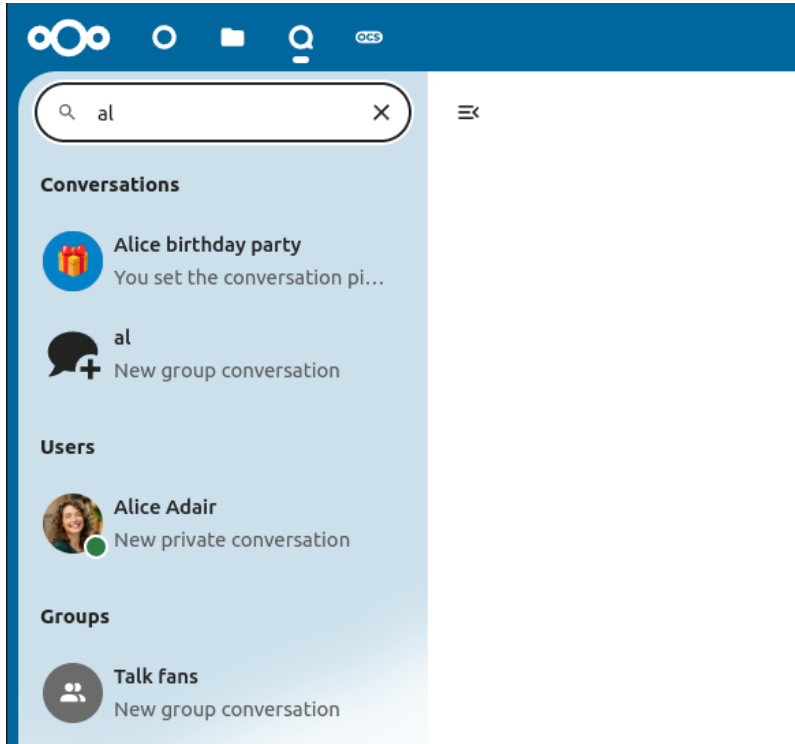 ocs
al
Conversations
Alice birthday party
You set the conversation pi…
al
New group conversation
Users
Alice Adair
New private conversation
Groups
Talk fans
New group conversation